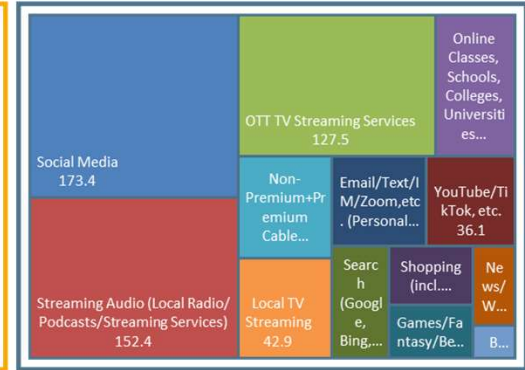 Social Media
173.4
Streaming Audio (Local Radio/
Podcasts/Streaming Services)
152.4
OTT TV Streaming Services
127.5
Online
Classes,
Schools,
Colleges,
Universiti
es...
Non-
Premium+Pr
emium
Cable...
Email/Text/I
M/Zoom,etc
. (Personal...
YouTube/Ti
kTok, etc.
36.1
Local TV
Streaming
42.9
Searc
h
(Googl
e,
Bing,...
Shopping
(incl....
Ne
ws/
W...
Games/Fa
ntasy/Be...
B...